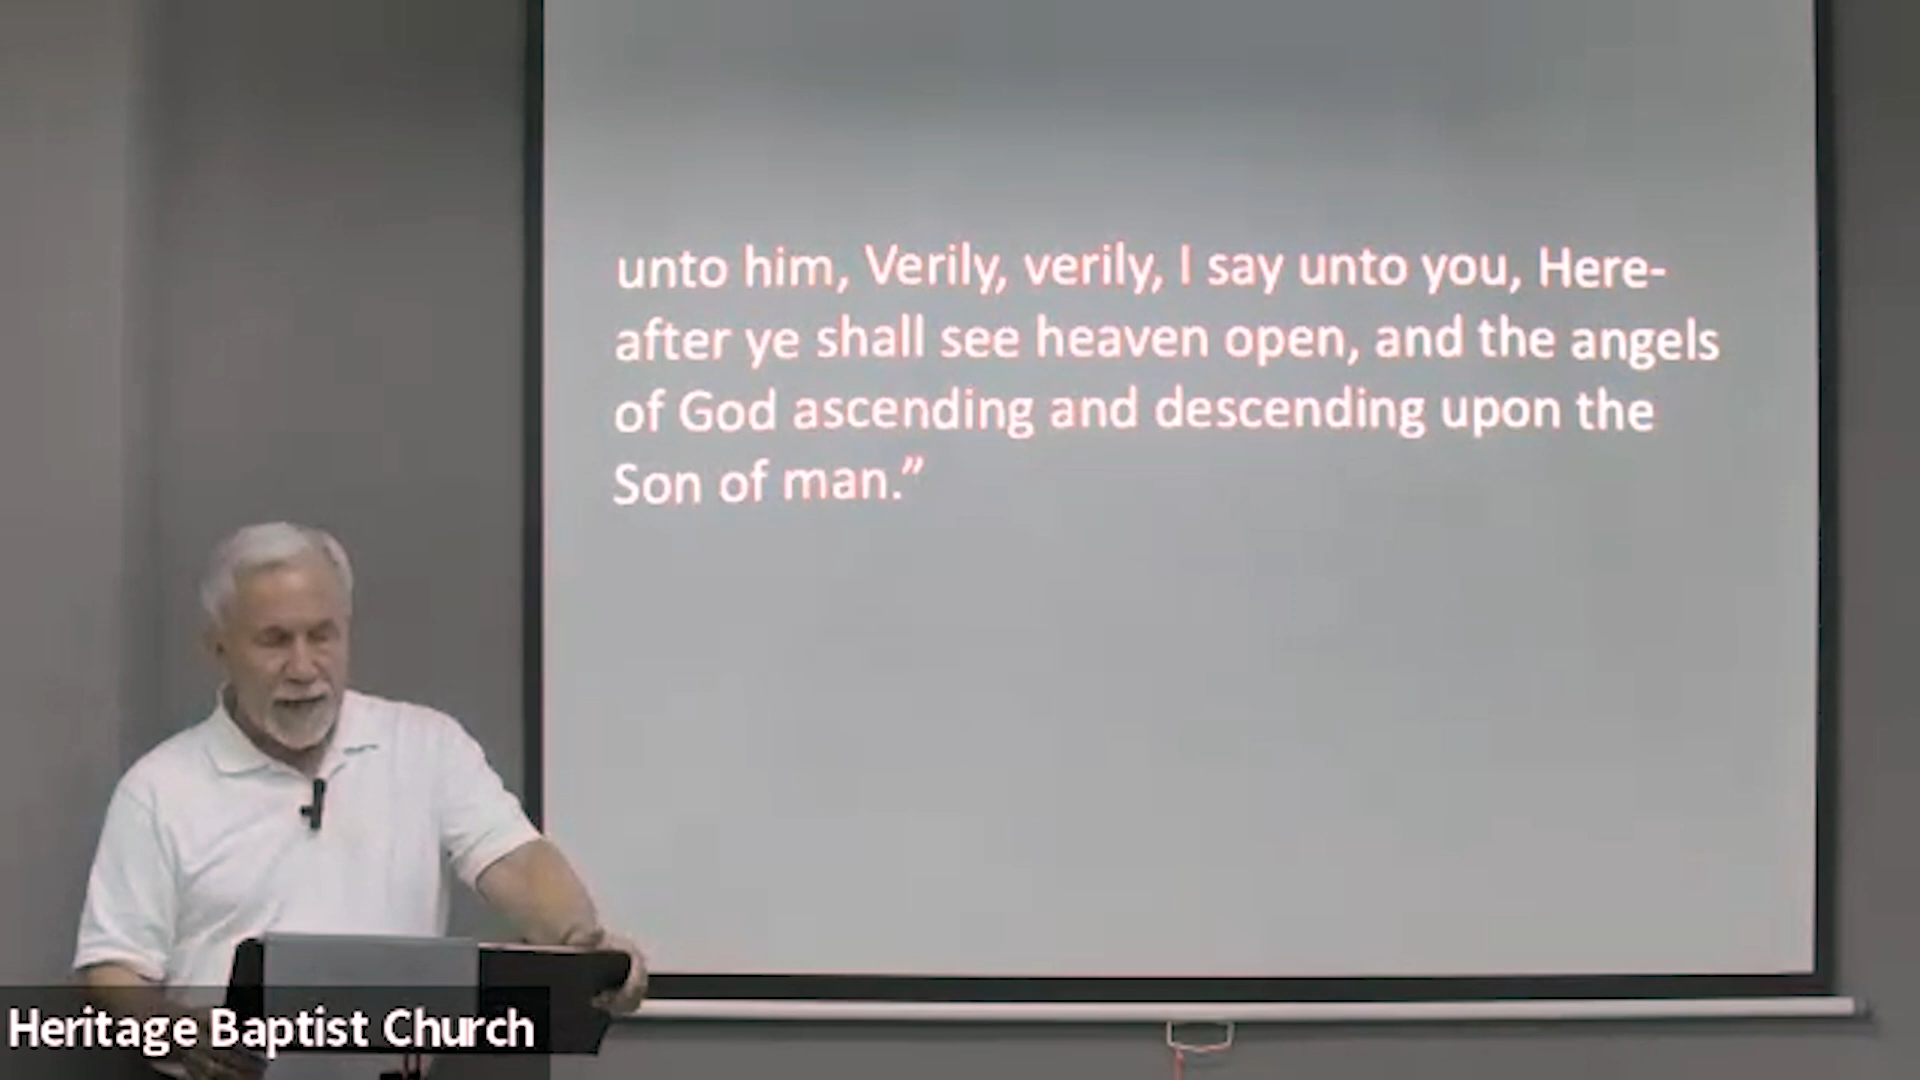 unto him, Verily, verily, I say unto you, Here-
after ye shall see heaven open, and the angels
of God ascending and descending upon the
Son of man.”
Heritage Baptist Church